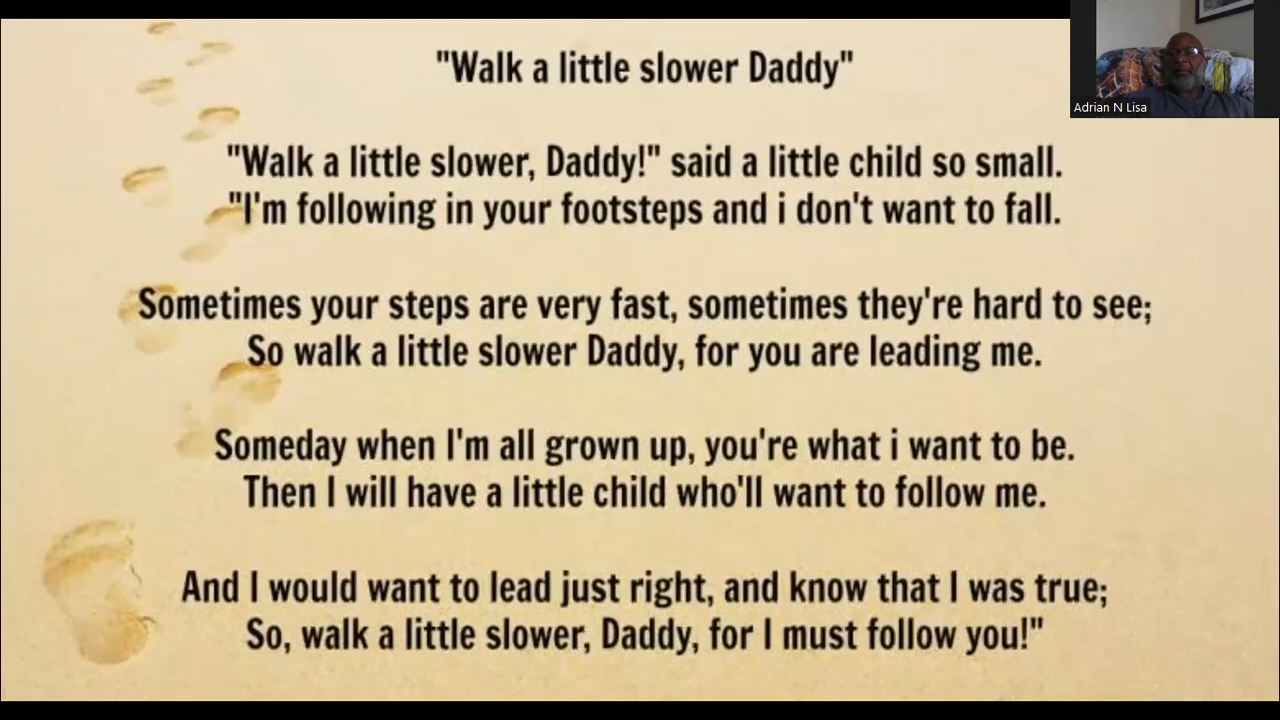 "Walk a little slower Daddy"
"Walk a little slower, Daddy!" said a little child so small.
"I'm following in your footsteps and i don't want to fall.
Sometimes your steps are very fast, sometimes they're hard to see;
So walk a little slower Daddy, for you are leading me.
Someday when I'm all grown up, you're what i want to be.
Then I will have a little child who'll want to follow me.
And I would want to lead just right, and know that I was true;
So, walk a little slower, Daddy, for I must follow you!"
Adrian N Lisa